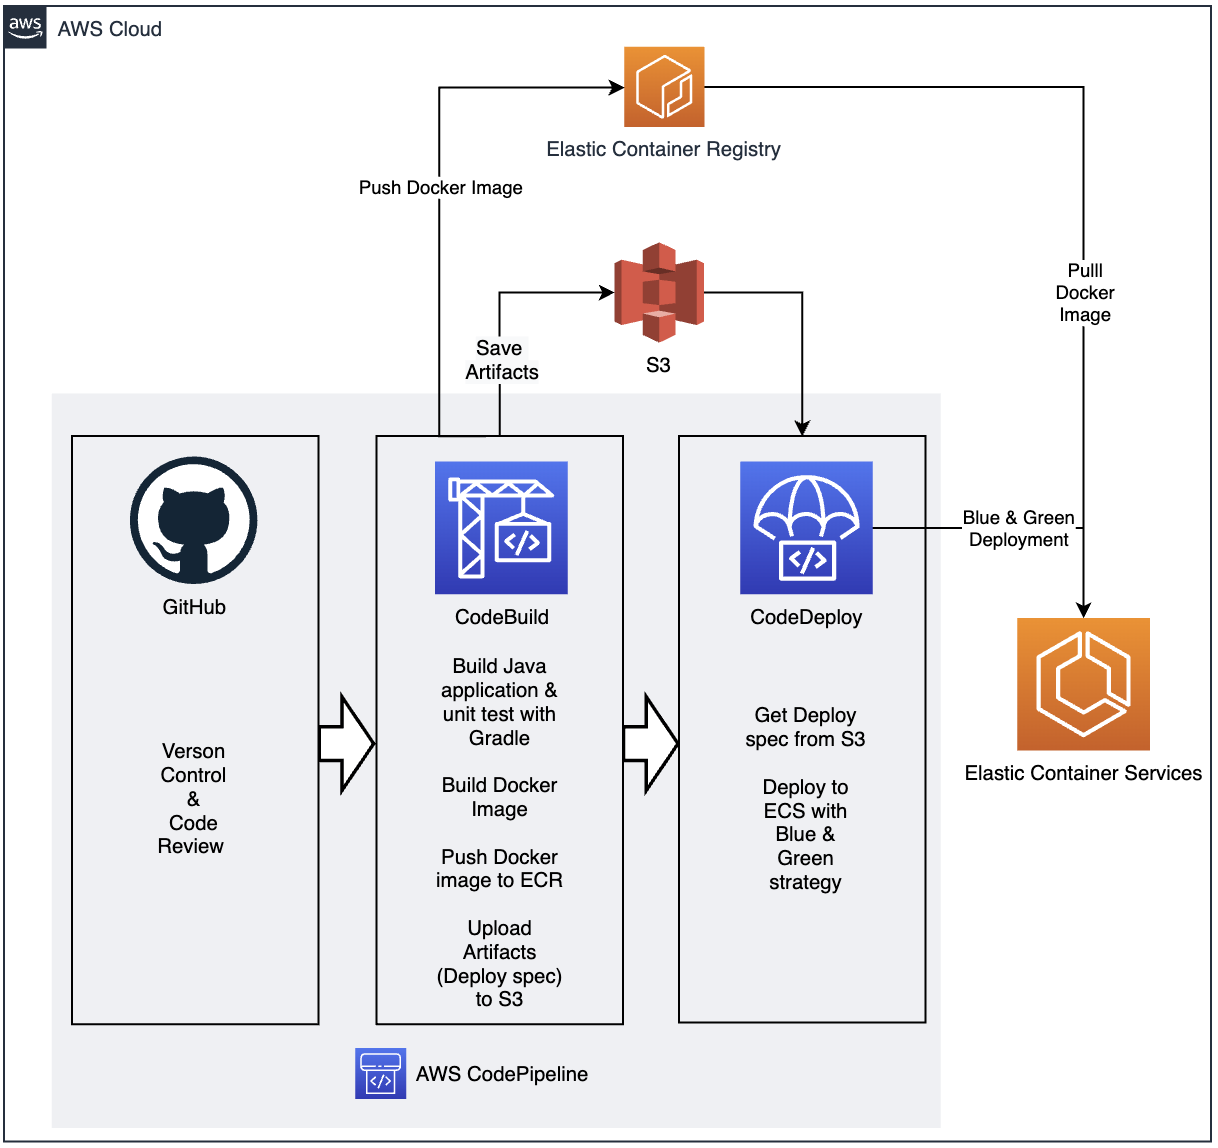 aws
AWS Cloud
Elastic Container Registry
Push Docker Image
Pulll
Docker
Image
Save
Artifacts
S3
Blue & Green
Deployment
GitHub
Verson
Control
&
Code
Review
CodeBuild
Build Java
application &
unit test with
Gradle
Build Docker
Image
Push Docker
image to ECR
Upload
Artifacts
(Deploy spec)
to S3
CodeDeploy
Get Deploy
spec from S3
Deploy to
ECS with
Blue &
Green
strategy
Elastic Container Services
AWS CodePipeline